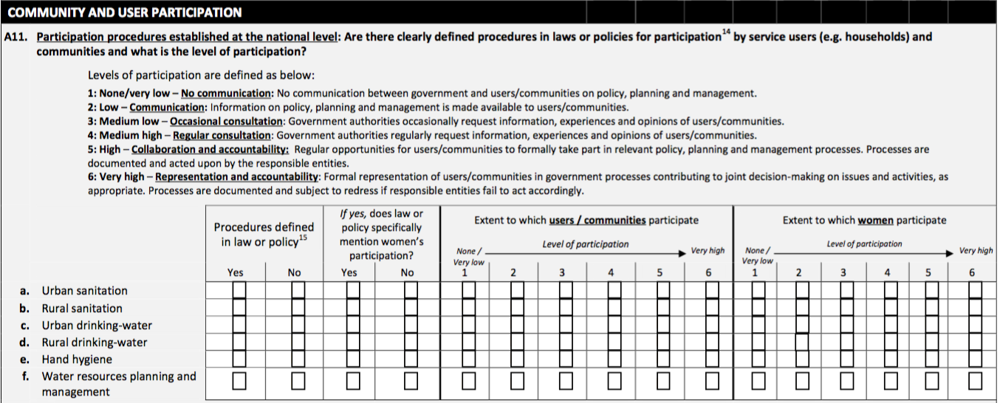 COMMUNITY AND USER PARTICIPATION
A11. Participation procedures established at the national level: Are there clearly defined procedures in laws or policies for participation14 by service users (e.g. households) and
communities and what is the level of participation?
Levels of participation are defined as below:
1: None/very low – No communication: No communication between government and users/communities on policy, planning and management.
2: Low – Communication: Information on policy, planning and management is made available to users/communities.
3: Medium low – Occasional consultation: Government authorities occasionally request information, experiences and opinions of users/communities.
4: Medium high – Regular consultation: Government authorities regularly request information, experiences and opinions of users/communities.
5: High – Collaboration and accountability: Regular opportunities for users/communities to formally take part in relevant policy, planning and management processes. Processes are
documented and acted upon by the responsible entities.
6: Very high – Representation and accountability: Formal representation of users/communities in government processes contributing to joint decision-making on issues and activities, as
appropriate. Processes are documented and subject to redress if responsible entities fail to act accordingly.
Procedures defined
in law or policy15
Yes No
If yes, does law or
policy specifically
mention women's
participation?
Yes No
Extent to which users / communities participate
Level of participation
None /
Very low
Very high
1 2 3 4 5 6
Extent to which women participate
Level of participation
None /
Very low
Very high
1 2 3 4 5 6
a. Urban sanitation
b. Rural sanitation
c. Urban drinking-water
d. Rural drinking-water
e. Hand hygiene
f. Water resources planning and
management